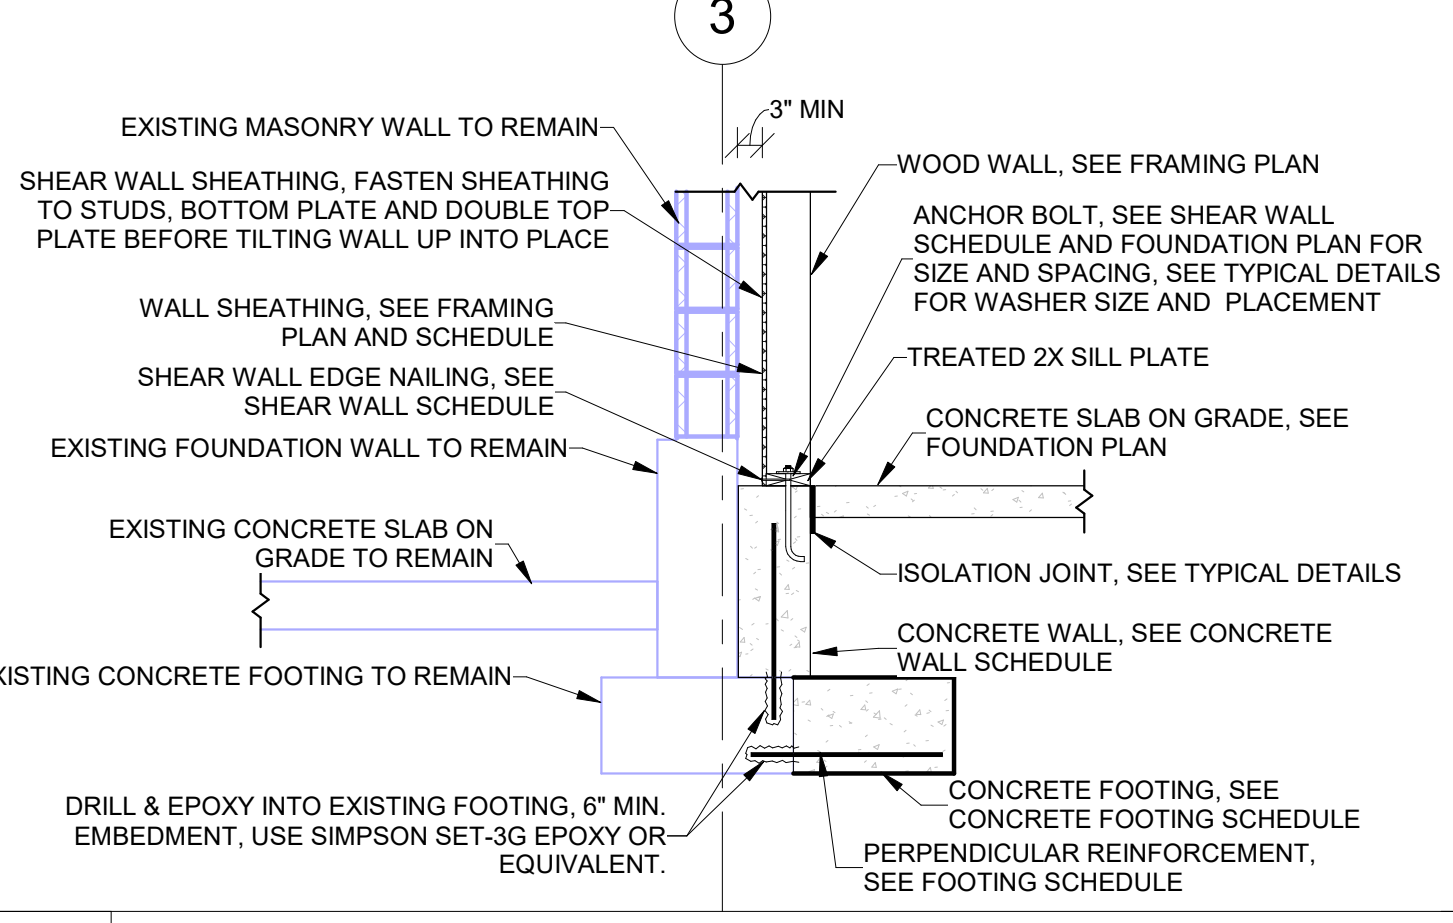 3
3" MIN
EXISTING MASONRY WALL TO REMAIN
SHEAR WALL SHEATHING, FASTEN SHEATHING
TO STUDS, BOTTOM PLATE AND DOUBLE TOP
PLATE BEFORE TILTING WALL UP INTO PLACE
WALL SHEATHING, SEE FRAMING
PLAN AND SCHEDULE
SHEAR WALL EDGE NAILING, SEE
SHEAR WALL SCHEDULE
EXISTING FOUNDATION WALL TO REMAIN
EXISTING CONCRETE SLAB ON
GRADE TO REMAIN
XISTING CONCRETE FOOTING TO REMAIN
DRILL & EPOXY INTO EXISTING FOOTING, 6" MIN.
EMBEDMENT, USE SIMPSON SET-3G EPOXY OR
EQUIVALENT.
WOOD WALL, SEE FRAMING PLAN
ANCHOR BOLT, SEE SHEAR WALL
SCHEDULE AND FOUNDATION PLAN FOR
SIZE AND SPACING, SEE TYPICAL DETAILS
FOR WASHER SIZE AND PLACEMENT
TREATED 2X SILL PLATE
CONCRETE SLAB ON GRADE, SEE
FOUNDATION PLAN
ISOLATION JOINT, SEE TYPICAL DETAILS
CONCRETE WALL, SEE CONCRETE
WALL SCHEDULE
CONCRETE FOOTING, SEE
CONCRETE FOOTING SCHEDULE
PERPENDICULAR REINFORCEMENT,
SEE FOOTING SCHEDULE